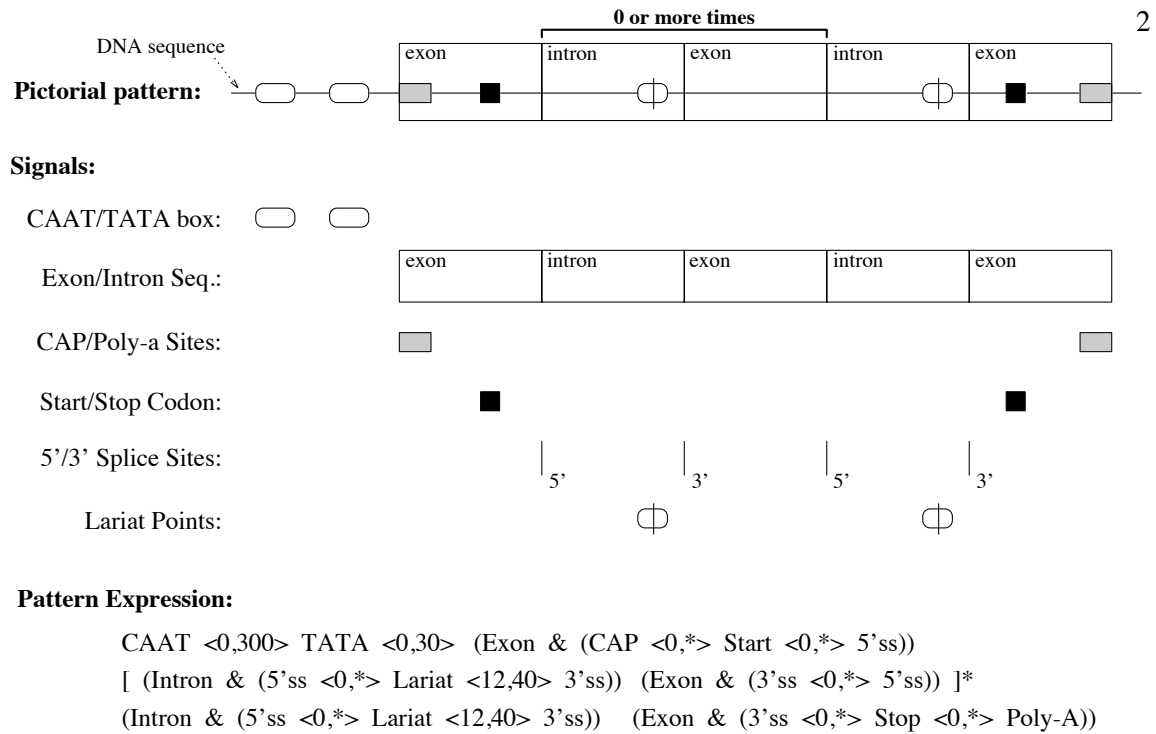 0 or more times
2
DNA sequence
exon intron exon intron exon
Pictorial pattern:
Signals:
CAAT/TATA box:
exon intron exon intron exon
Exon/Intron Seq.:
CAP/Poly-a Sites:
Start/Stop Codon:
5’/3’ Splice Sites:
5’ 3’ 5’ 3’
Lariat Points:
Pattern Expression:
CAAT <0,300> TATA <0,30> (Exon & (CAP <0,*> Start <0,*> 5’ss))
[ (Intron & (5’ss <0,*> Lariat <12,40> 3’ss)) (Exon & (3’ss <0,*> 5’ss)) ]*
(Intron & (5’ss <0,*> Lariat <12,40> 3’ss)) (Exon & (3’ss <0,*> Stop <0,*> Poly-A))